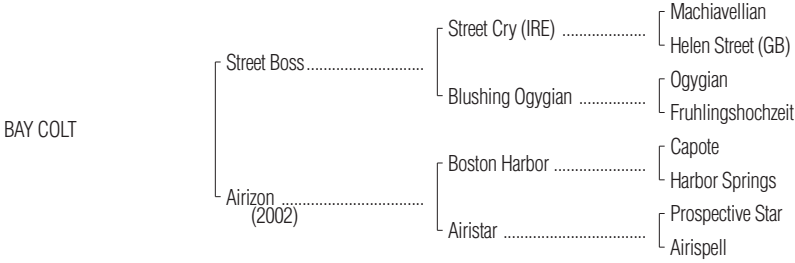 Machiavellian
Street Cry (IRE) ....................
Helen Street (GB)
Street Boss............................
Ogygian
Blushing Ogygian ................
Fruhlingshochzeit
BAY COLT
Capote
Boston Harbor ......................
Harbor Springs
Airizon ..................................
(2002)
Prospective Star
Airistar ..................................
Airispell